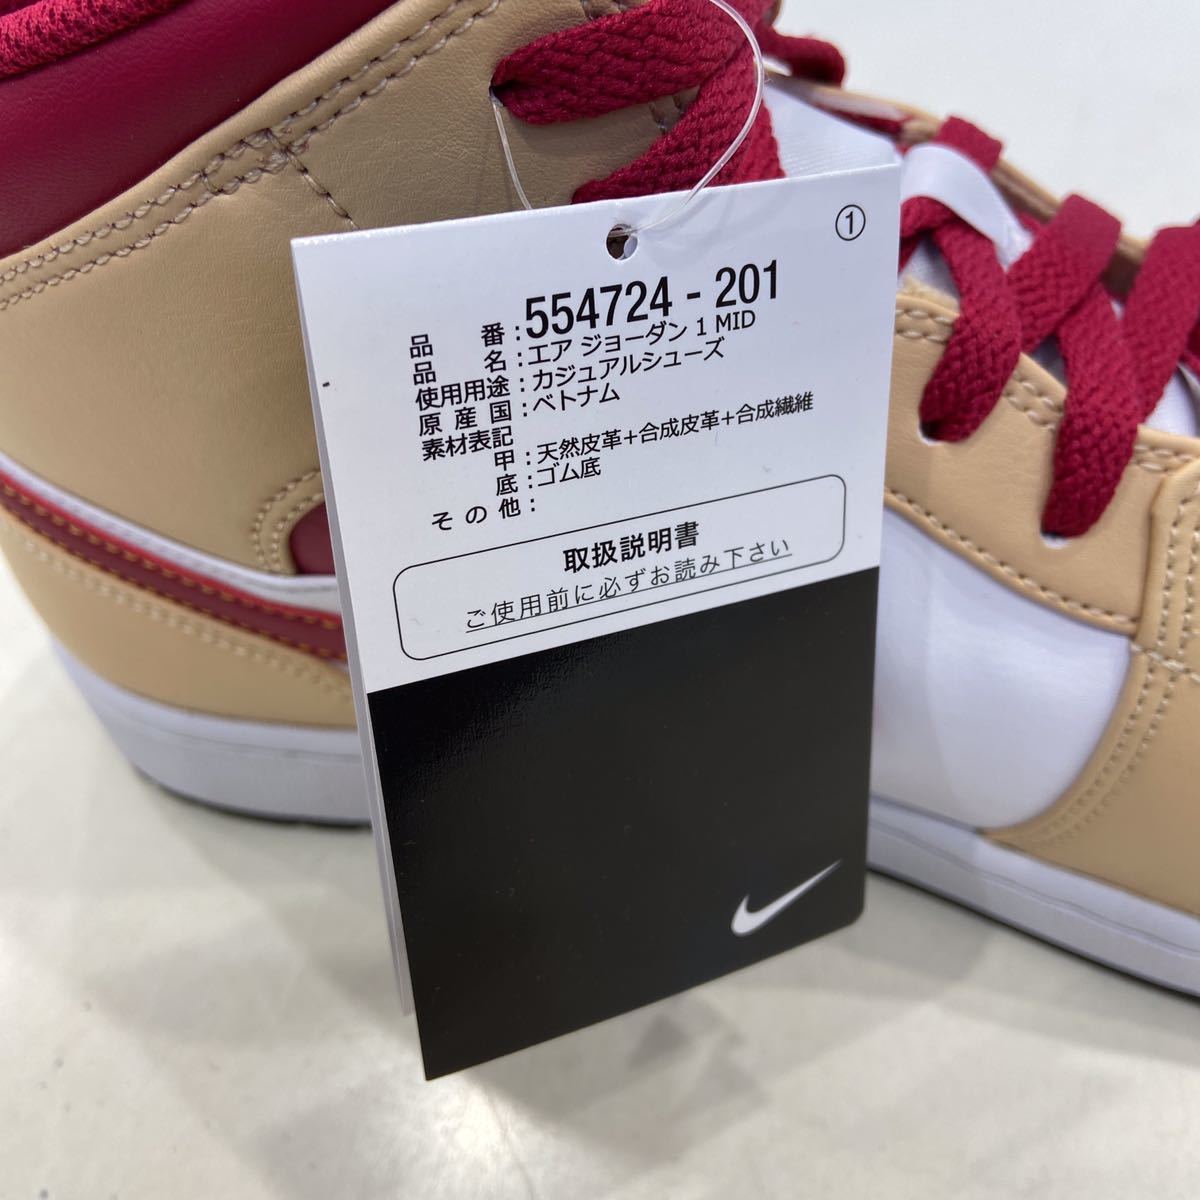 ①
品番:554724-201
品名:エア ジョーダン 1 MID
使用用途:カジュアルシューズ
原産国:ベトナム
素材表記
甲:天然皮革+合成皮革+合成繊維
底:ゴム底
その他:
取扱説明書
ご使用前に必ずお読み下さい